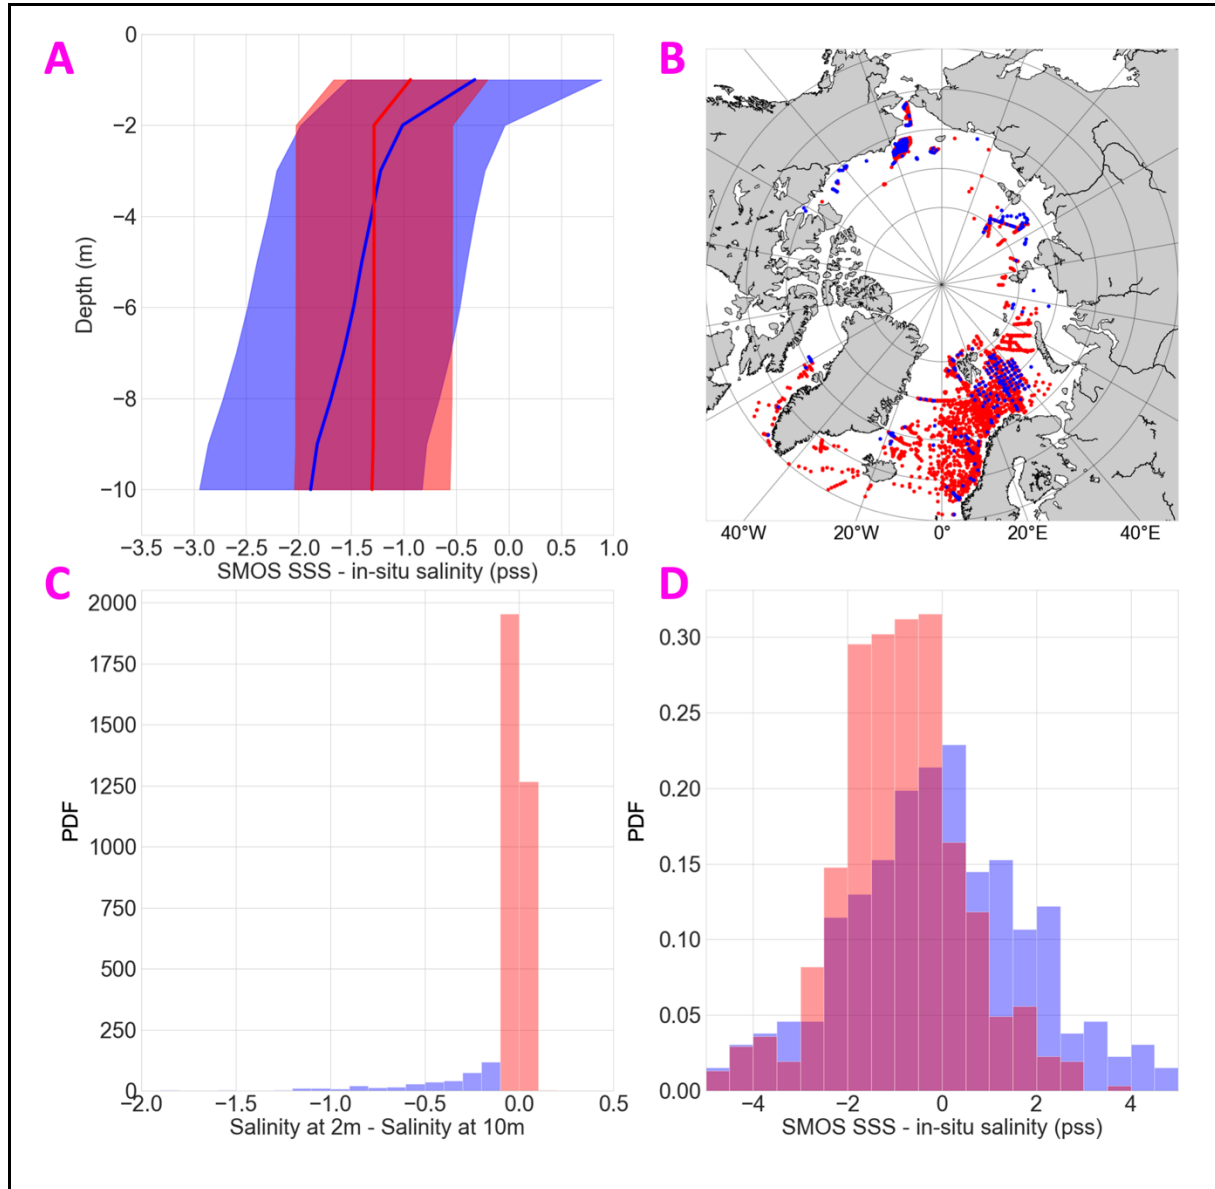 A
0
−2
−4
−6
−8
−10
Depth (m)
−3.5 −3.0 −2.5 −2.0 −1.5 −1.0 −0.5 0.0 0.5 1.0
SMOS SSS - in-situ salinity (pss)
B
40°W 20°W 0° 20°E 40°E
C
2000
1750
1500
1250
1000
750
500
250
0
PDF
−2.0 −1.5 −1.0 −0.5 0.0 0.5
Salinity at 2m - Salinity at 10m
D
0.30
0.25
0.20
0.15
0.10
0.05
0.00
PDF
−4 −2 0 2 4
SMOS SSS - in-situ salinity (pss)